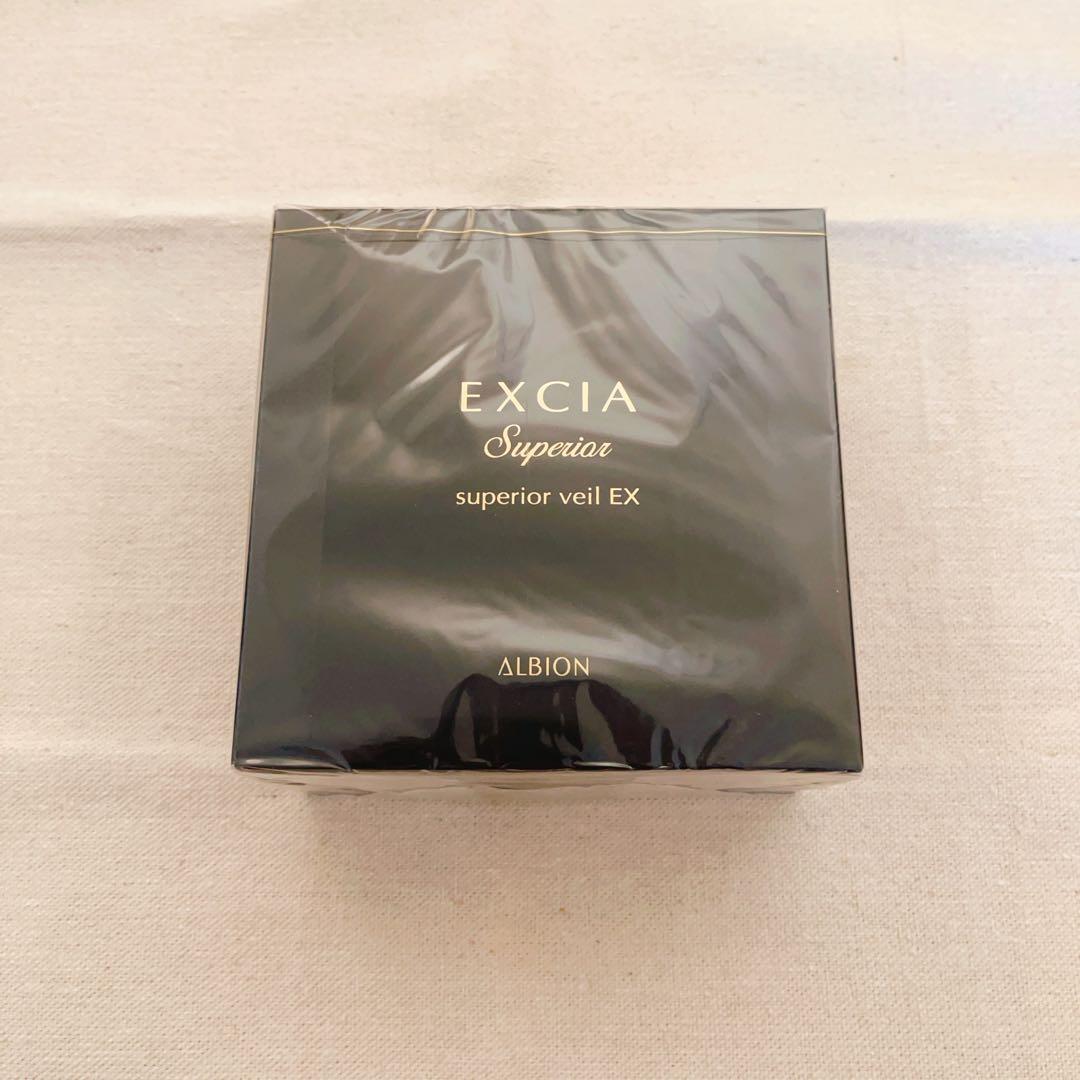 EXCIA
Superior
superior veil EX
ALBION